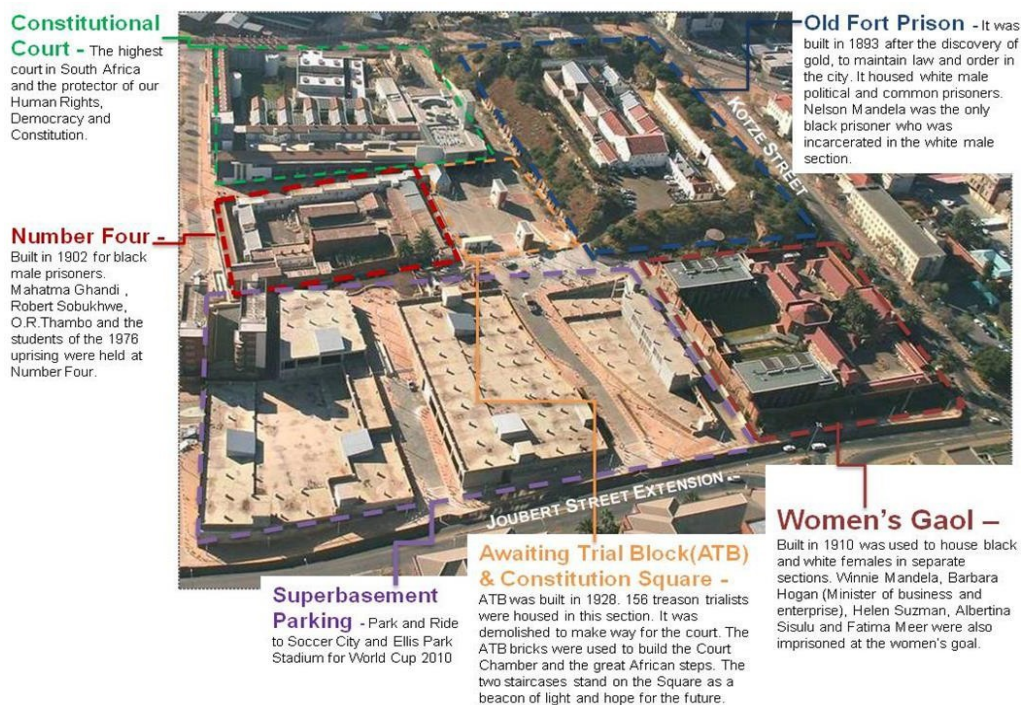 Constitutional
Court - The highest
court in South Africa
and the protector of our
Human Rights,
Democracy and
Constitution.
Old Fort Prison - It was
built in 1893 after the discovery of
gold, to maintain law and order in
the city. It housed white male
political and common prisoners.
Nelson Mandela was the only
black prisoner who was
incarcerated in the white male
section.
KOTZE STREET
Number Four -
Built in 1902 for black
male prisoners.
Mahatma Ghandi ,
Robert Sobukhwe,
O.R.Thambo and the
students of the 1976
uprising were held at
Number Four.
JOUBERT STREET EXTENSION
Superbasement
Parking - Park and Ride
to Soccer City and Ellis Park
Stadium for World Cup 2010
Awaiting Trial Block(ATB)
& Constitution Square -
ATB was built in 1928. 156 treason trialists
were housed in this section. It was
demolished to make way for the court. The
ATB bricks were used to build the Court
Chamber and the great African steps. The
two staircases stand on the Square as a
beacon of light and hope for the future.
Women's Gaol –
Built in 1910 was used to house black
and white females in separate
sections. Winnie Mandela, Barbara
Hogan (Minister of business and
enterprise), Helen Suzman, Albertina
Sisulu and Fatima Meer were also
imprisoned at the women's gaol.